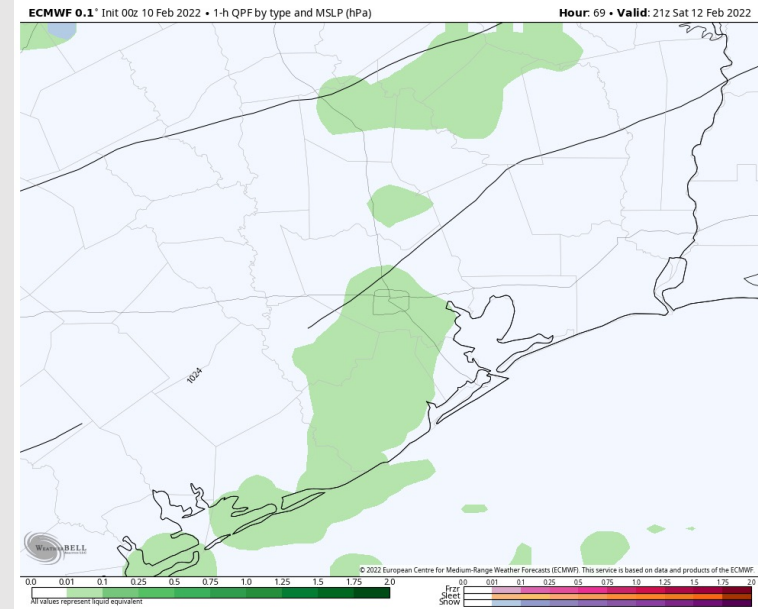 ECMWF 0.1° Init 00z 10 Feb 2022 • 1-h QPF by type and MSLP (hPa)
Hour: 69 • Valid: 21z Sat 12 Feb 2022
1024
WeatherBELL
© 2022 European Centre for Medium-Range Weather Forecasts (ECMWF). This service is based on data and products of the ECMWF.
0.0 0.01 0.1 0.25 0.5 0.75 1.0 1.25 1.5 1.75 2.0
All values represent liquid equivalent
0.0 0.01 0.1 0.25 0.5 0.75 1.0 1.25 1.5 1.75 2.0
Frzr
Sleet
Snow